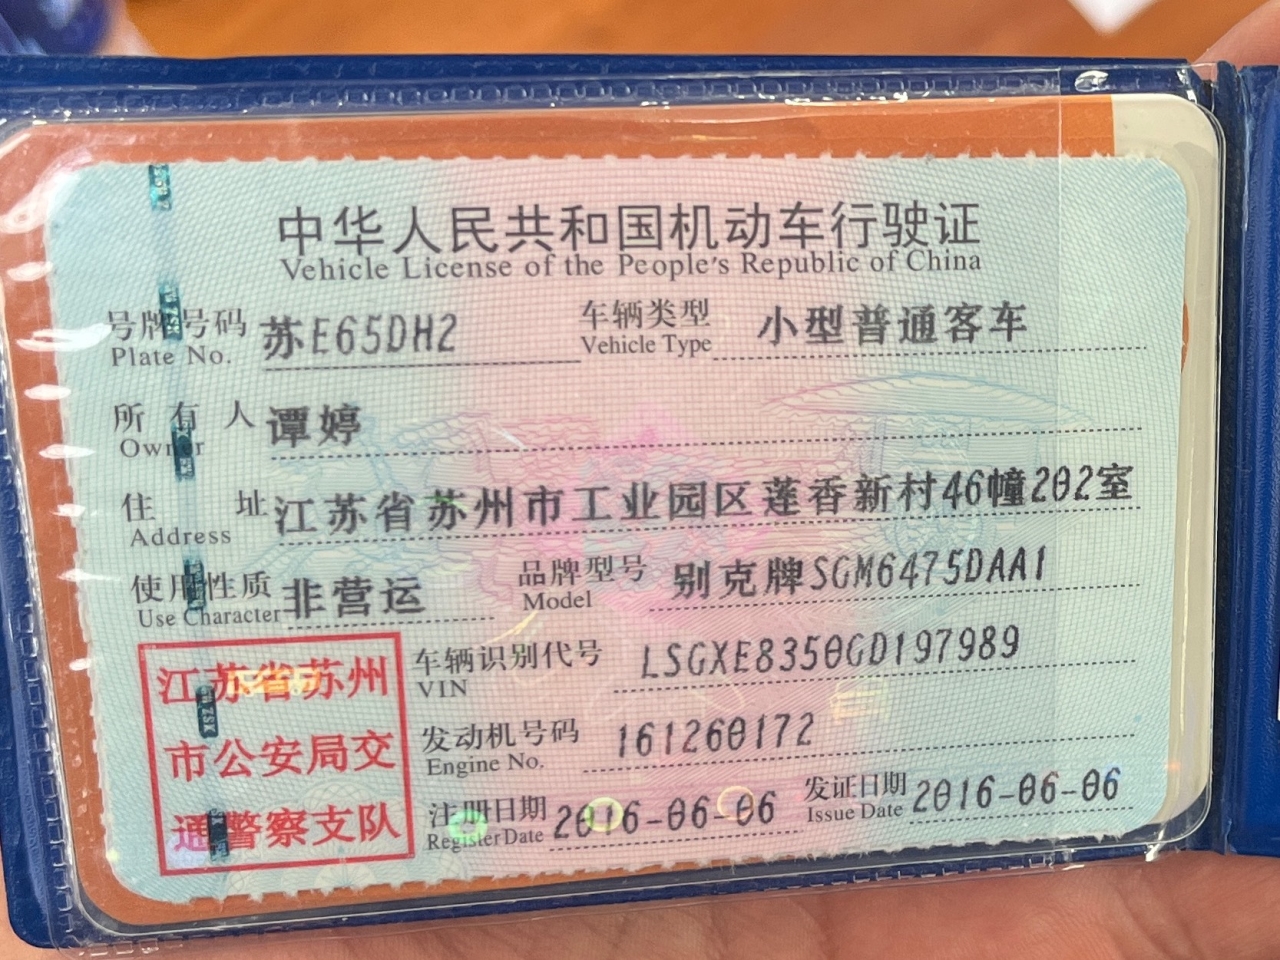 中华人民共和国机动车行驶证
Vehicle License of the People's Republic of China
号牌号码 苏E65DH2 车辆类型 小型普通客车
Plate No. Vehicle Type
所有人 谭婷
Owner
住址 江苏省苏州市工业园区莲香新村46幢202室
Address
使用性质 非营运 品牌型号 别克牌SGM6475DAA1
Use Character Model
车辆识别代号 LSGXE8350GD197989
VIN
发动机号码 161260172
Engine No.
注册日期 2016-06-06 发证日期 2016-06-06
Register Date Issue Date
江苏省苏州
市公安局交
通警察支队